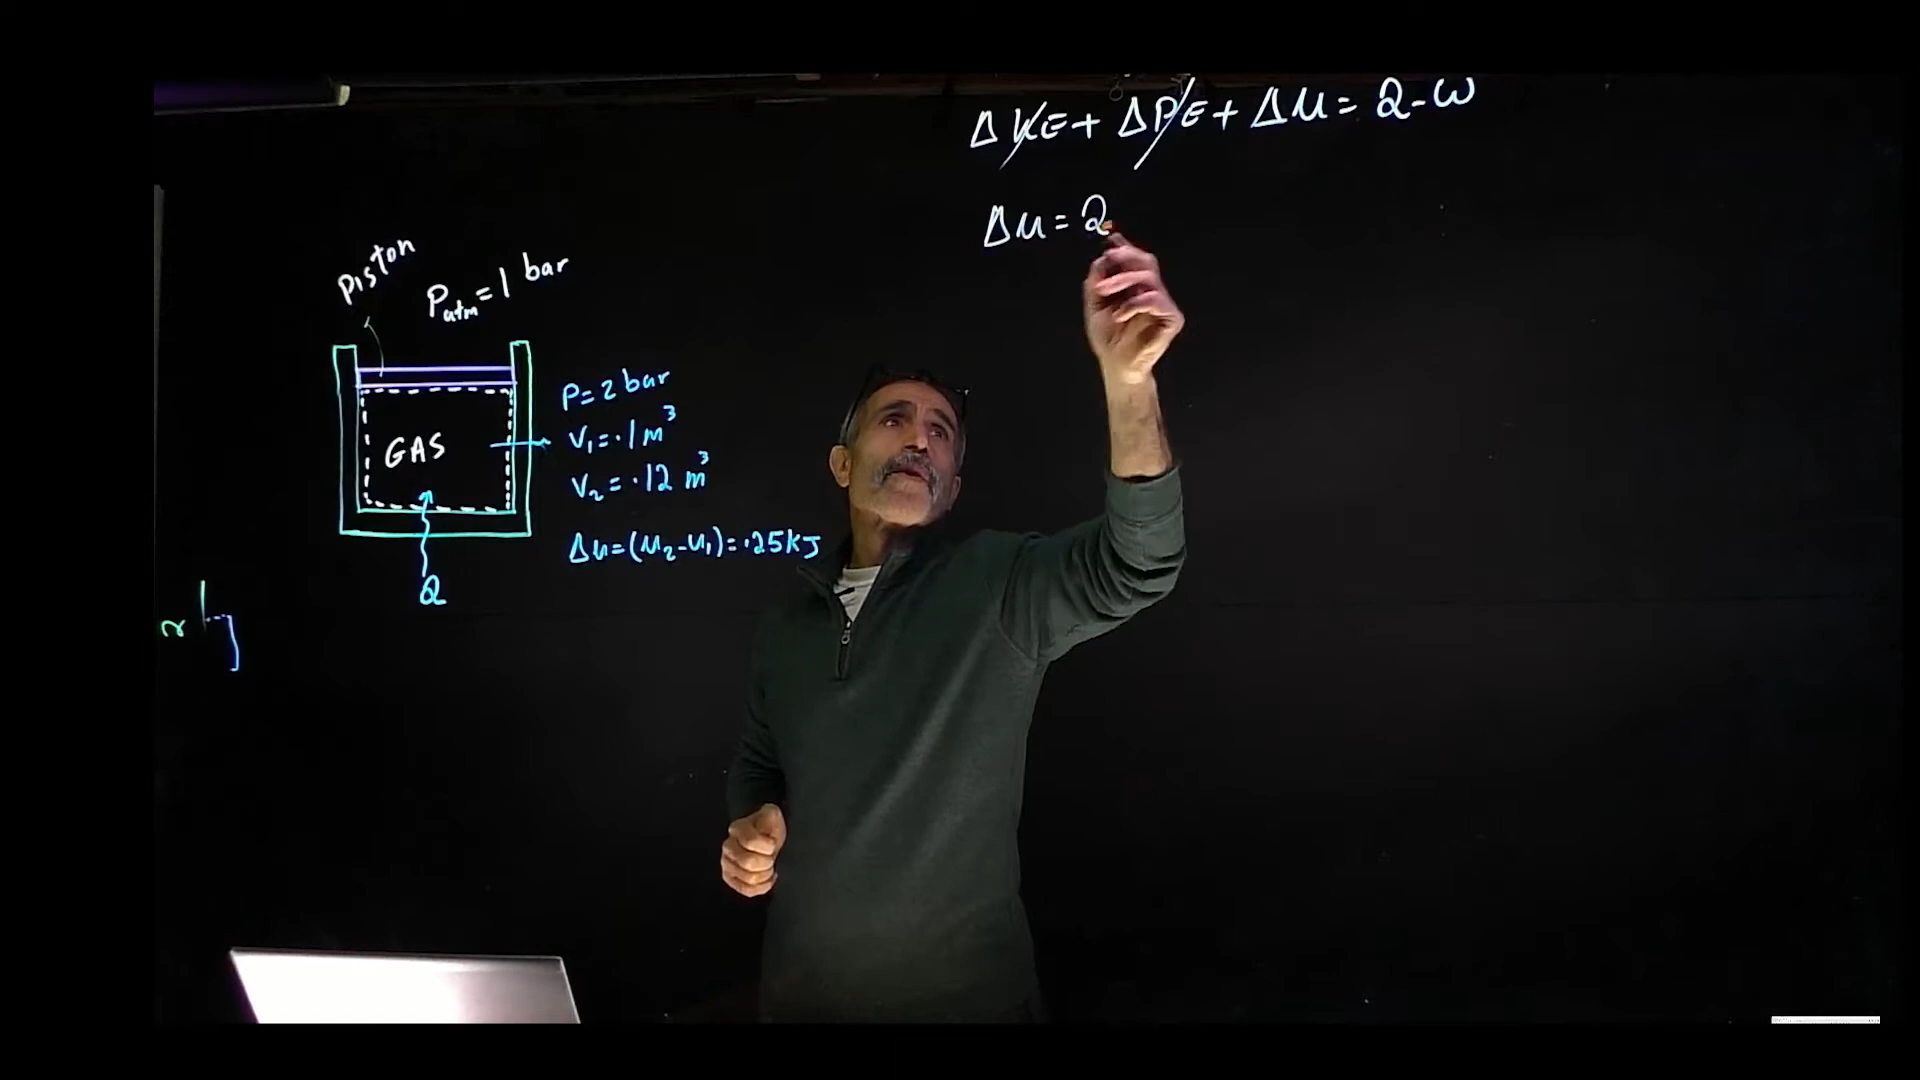 ΔKE + ΔPE + ΔU = Q - W
ΔU = Q
Piston
Patm = 1 bar
GAS
Q
P = 2 bar
V₁ = .1 m³
V₂ = .12 m³
Δu = (U₂ - U₁) = .25 kJ